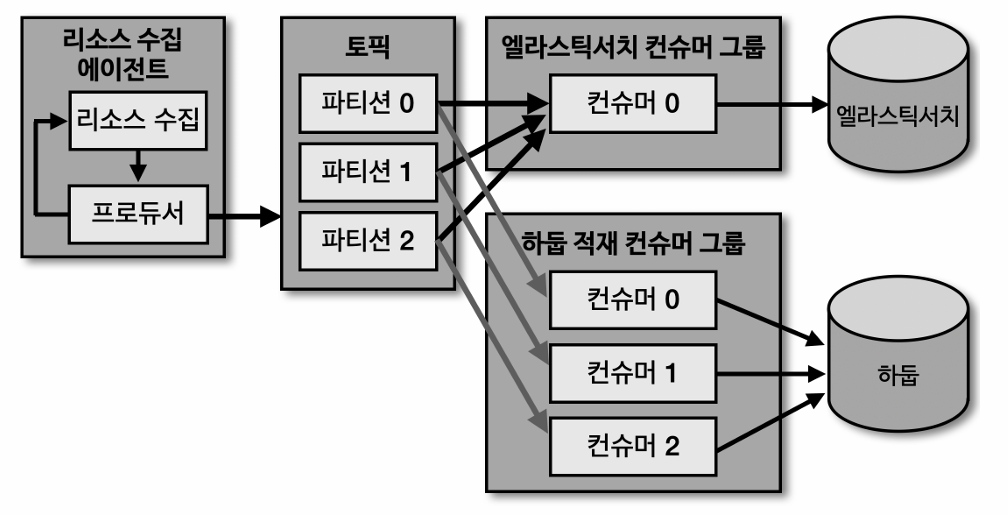 리소스 수집
에이전트
리소스 수집
프로듀서
토픽
파티션 0
파티션 1
파티션 2
엘라스틱서치 컨슈머 그룹
컨슈머 0
엘라스틱서치
하둡 적재 컨슈머 그룹
컨슈머 0
컨슈머 1
컨슈머 2
하둡